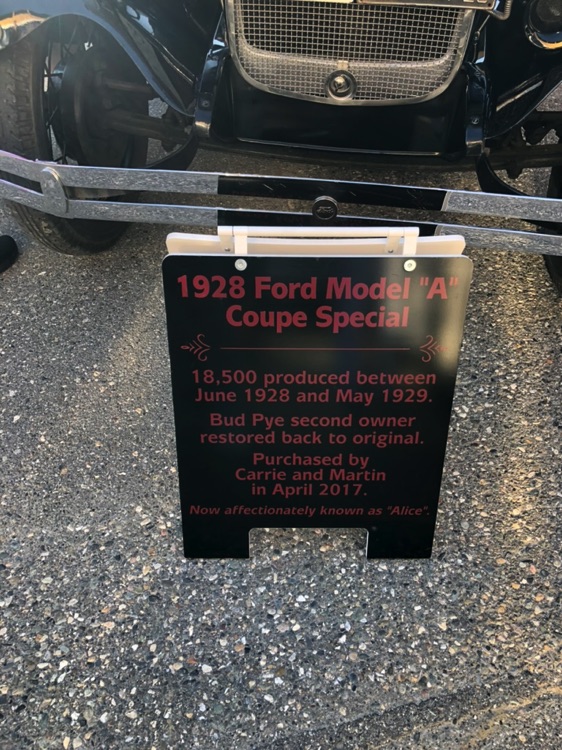 1928 Ford Model "A"
Coupe Special
18,500 produced between
June 1928 and May 1929.
Bud Pye second owner
restored back to original.
Purchased by
Carrie and Martin
in April 2017.
Now affectionately known as "Alice".